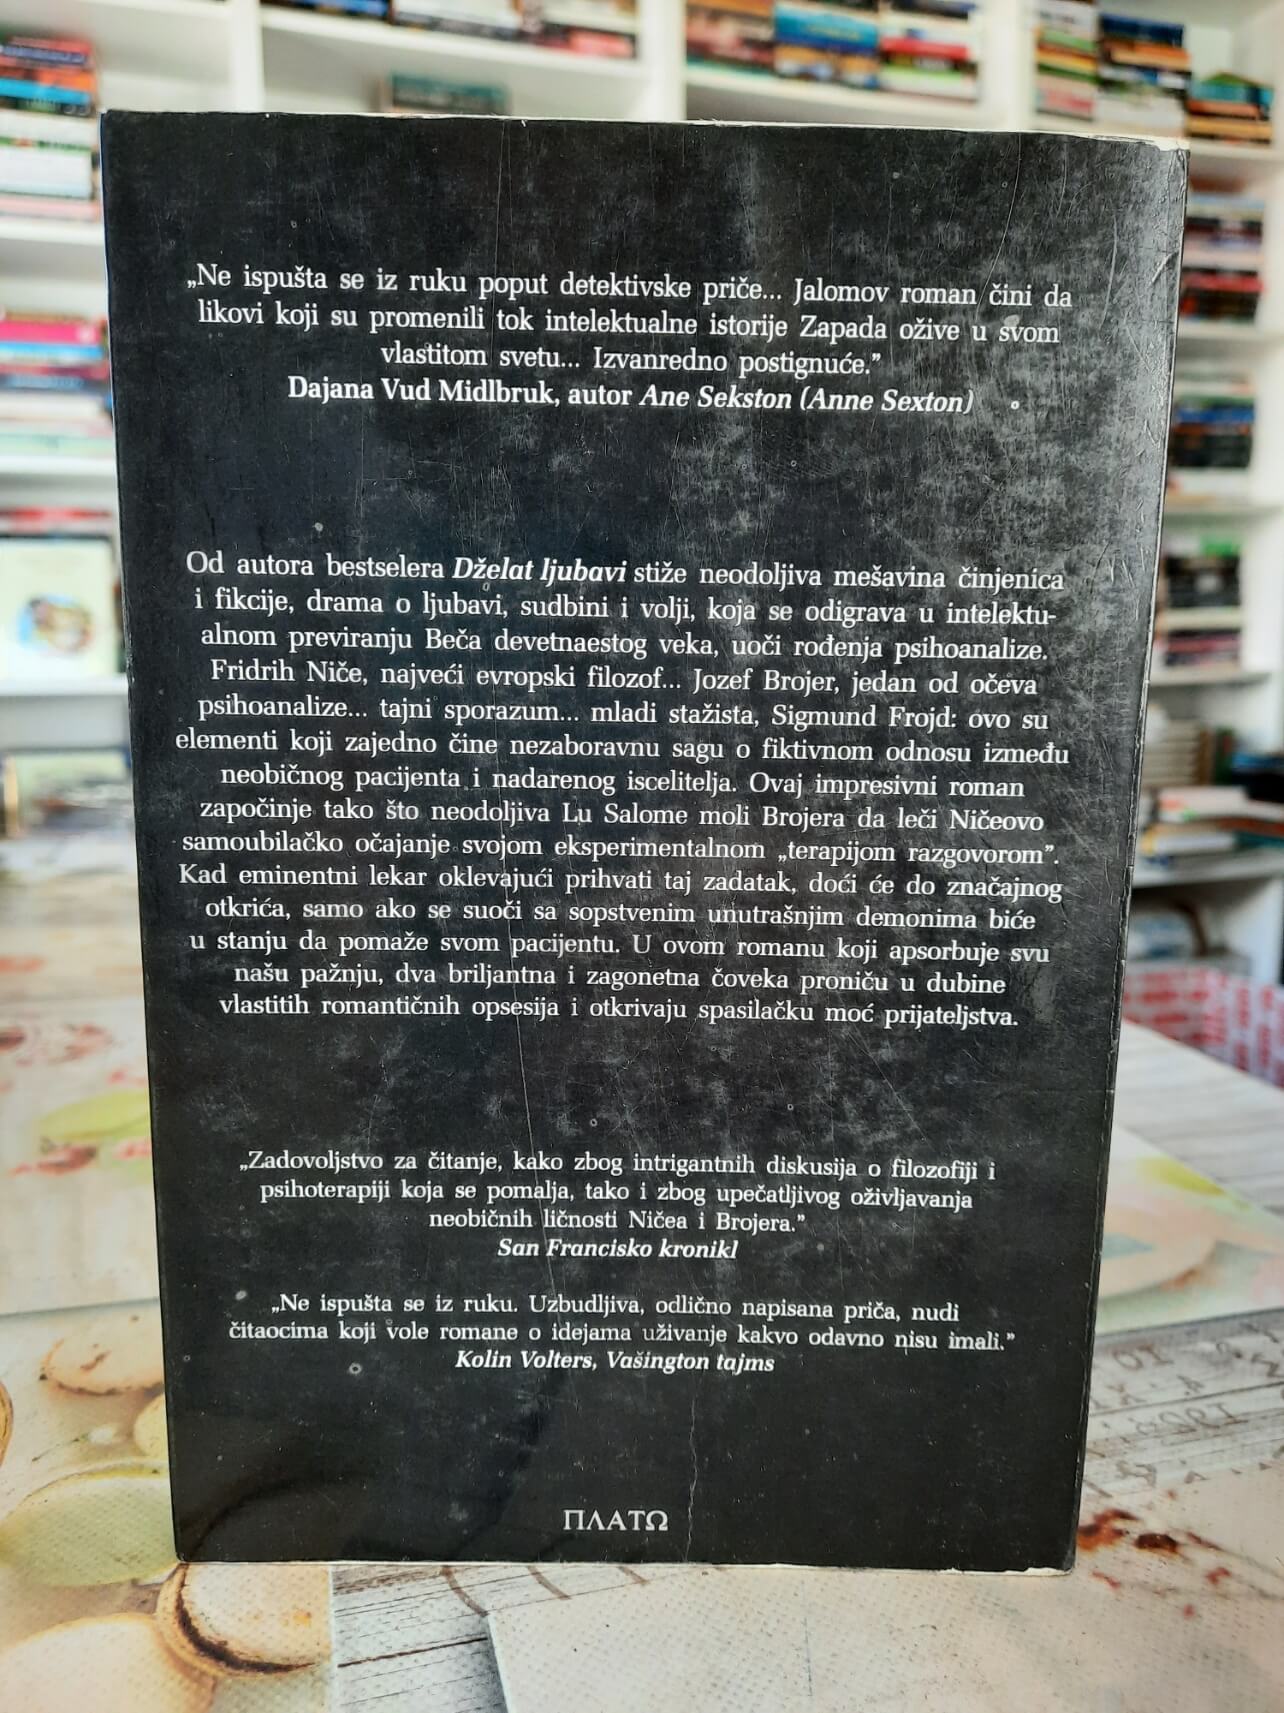 „Ne ispušta se iz ruku poput detektivske priče... Jalomov roman čini da
likovi koji su promenili tok intelektualne istorije Zapada ožive u svom
vlastitom svetu... Izvanredno postignuće.”
Dajana Vud Midlbruk, autor Ane Sekston (Anne Sexton)
Od autora bestselera Dželat ljubavi stiže neodoljiva mešavina činjenica
i fikcije, drama o ljubavi, sudbini i volji, koja se odigrava u intelektu-
alnom previranju Beča devetnaestog veka, uoči rođenja psihoanalize.
Fridrih Niče, najveći evropski filozof... Jozef Brojer, jedan od očeva
psihoanalize... tajni sporazum... mladi stažista, Sigmund Frojd: ovo su
elementi koji zajedno čine nezaboravnu sagu o fiktivnom odnosu između
neobičnog pacijenta i nadarenog iscelitelja. Ovaj impresivni roman
započinje tako što neodoljiva Lu Salome moli Brojera da leči Ničeovo
samoubilačko očajanje svojom eksperimentalnom „terapijom razgovorom”.
Kad eminentni lekar oklevajući prihvati taj zadatak, doći će do značajnog
otkrića, samo ako se suoči sa sopstvenim unutrašnjim demonima biće
u stanju da pomaže svom pacijentu. U ovom romanu koji apsorbuje svu
našu pažnju, dva briljantna i zagonetna čoveka proniču u dubine
vlastitih romantičnih opsesija i otkrivaju spasilačku moć prijateljstva.
„Zadovoljstvo za čitanje, kako zbog intrigantnih diskusija o filozofiji i
psihoterapiji koja se pomalja, tako i zbog upečatljivog oživljavanja
neobičnih ličnosti Ničea i Brojera.”
San Francisko kronikl
„Ne ispušta se iz ruku. Uzbudljiva, odlično napisana priča, nudi
čitaocima koji vole romane o idejama uživanje kakvo odavno nisu imali.”
Kolin Volters, Vašington tajms
ΠΛΑΤΩ